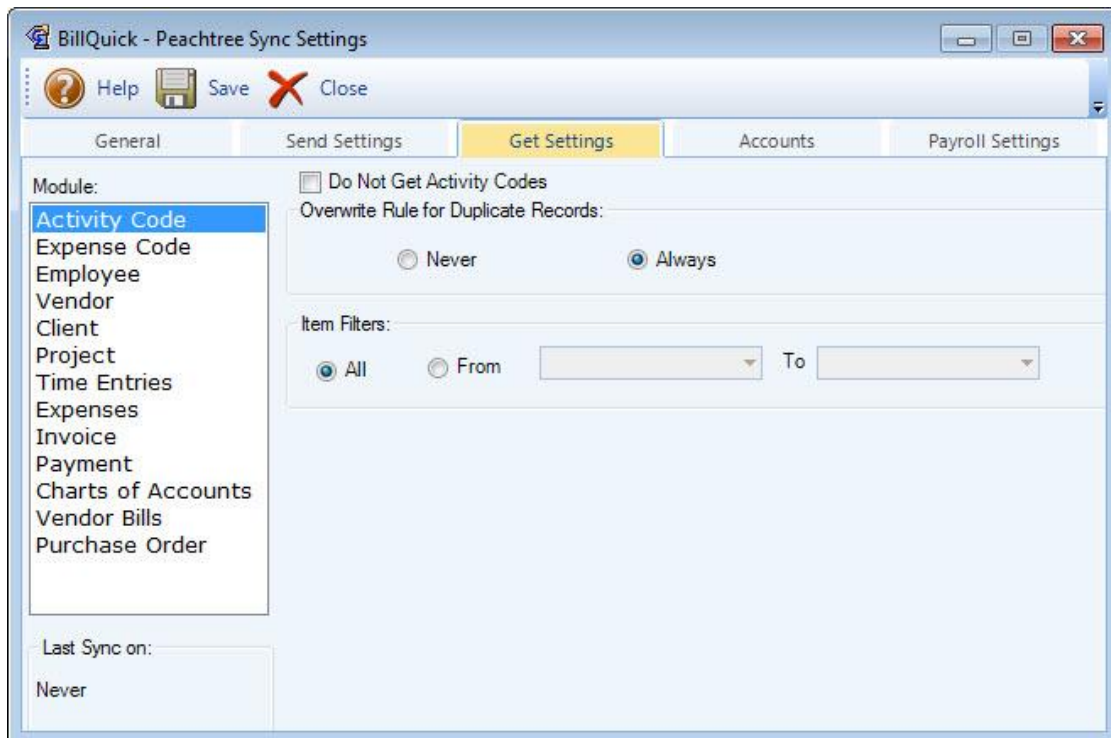 BillQuick - Peachtree Sync Settings
Help Save Close
General Send Settings Get Settings Accounts Payroll Settings
Module:
Activity Code
Expense Code
Employee
Vendor
Client
Project
Time Entries
Expenses
Invoice
Payment
Charts of Accounts
Vendor Bills
Purchase Order
Last Sync on:
Never
Do Not Get Activity Codes
Overwrite Rule for Duplicate Records:
Never Always
Item Filters:
All From To